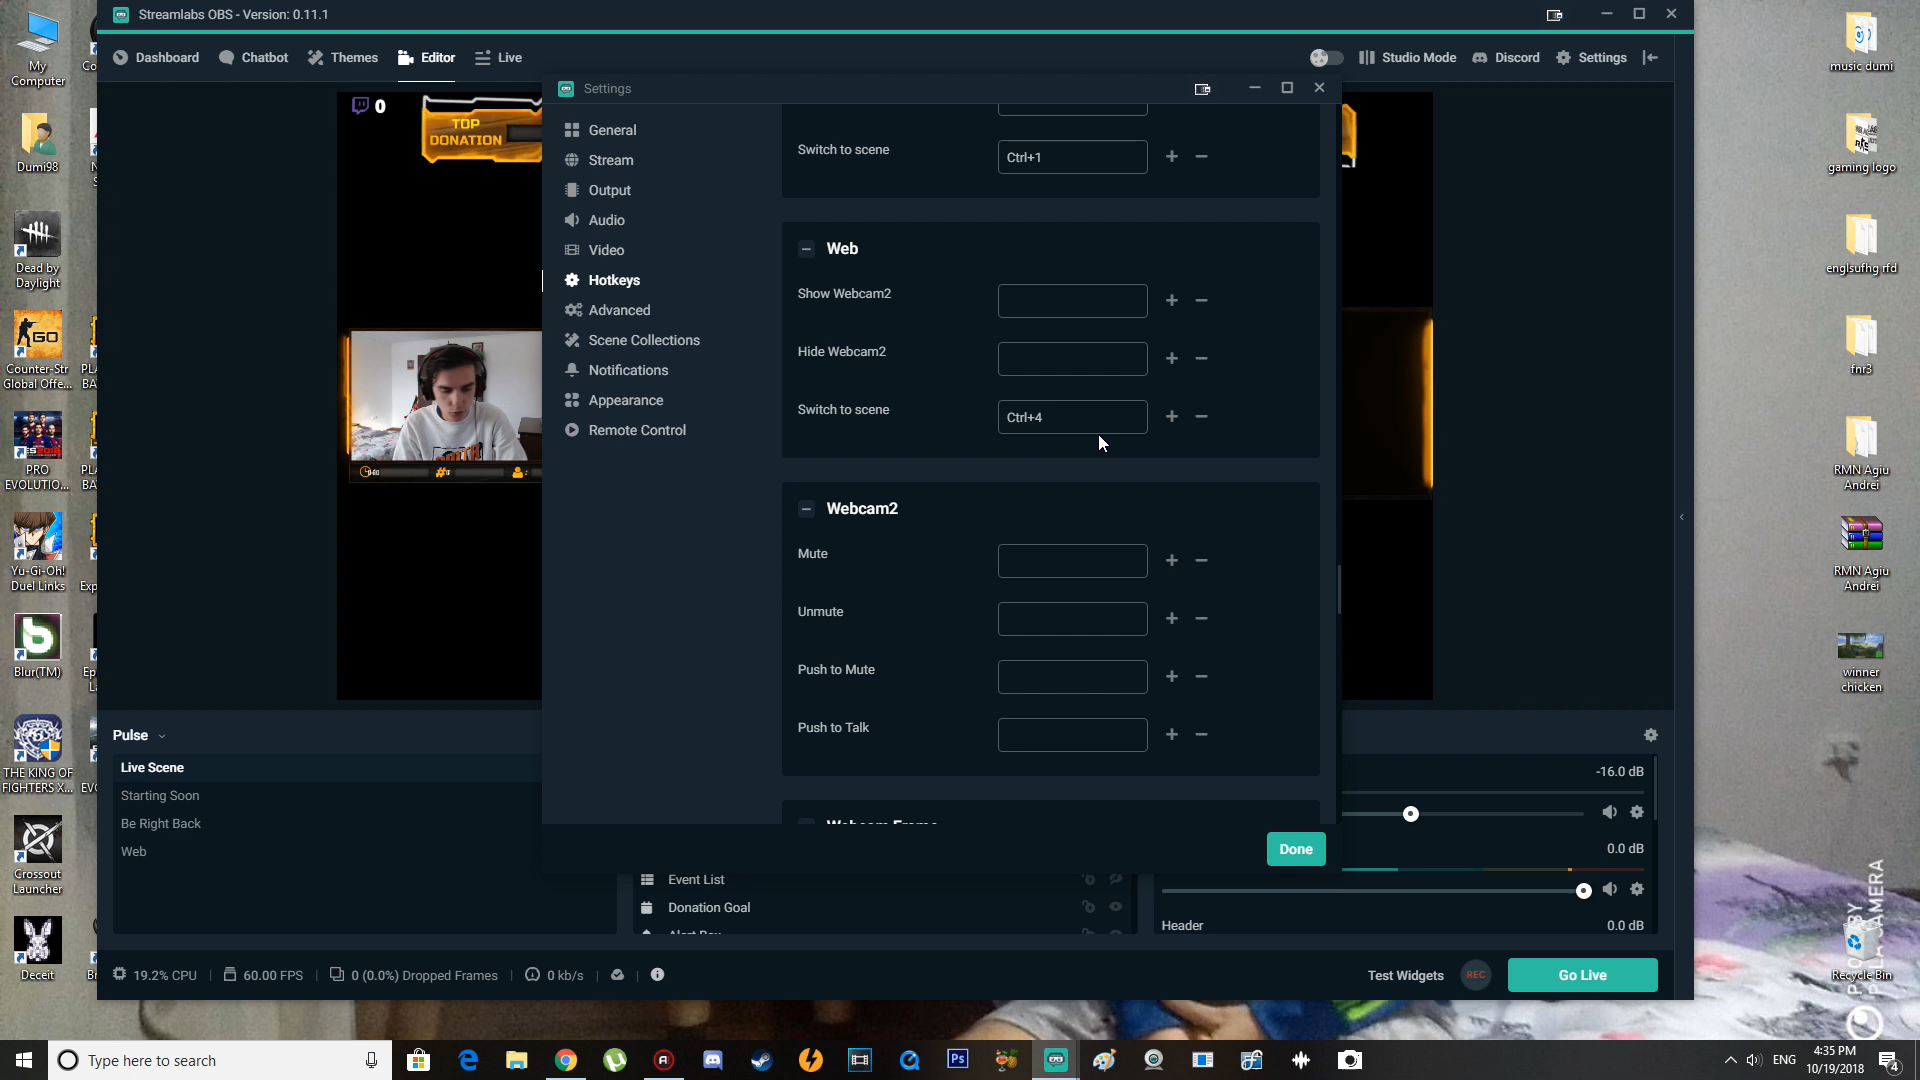 My
Computer
Dumi98
Dead by
Daylight
Counter-Str
Global Offe...
PRO
EVOLUTIO...
Yu-Gi-Oh!
Duel Links
Blur(TM)
THE KING OF
FIGHTERS X...
Crossout
Launcher
Deceit
Streamlabs OBS - Version: 0.11.1
Dashboard
Chatbot
Themes
Editor
Live
Studio Mode
Discord
Settings
0
TOP
DONATION
Settings
General
Stream
Output
Audio
Video
Hotkeys
Advanced
Scene Collections
Notifications
Appearance
Remote Control
Switch to scene
Ctrl+1
Web
Show Webcam2
Hide Webcam2
Switch to scene
Ctrl+4
Webcam2
Mute
Unmute
Push to Mute
Push to Talk
Webcam Frame
Done
Pulse
Live Scene
Starting Soon
Be Right Back
Web
Event List
Donation Goal
Alert Box
-16.0 dB
0.0 dB
Header
0.0 dB
19.2% CPU
60.00 FPS
0 (0.0%) Dropped Frames
0 kb/s
Test Widgets
REC
Go Live
music dumi
gaming logo
englsufhg rfd
fnr3
RMN Agiu
Andrei
RMN Agiu
Andrei
winner
chicken
Recycle Bin
Type here to search
Ps
ENG
4:35 PM
10/19/2018
4